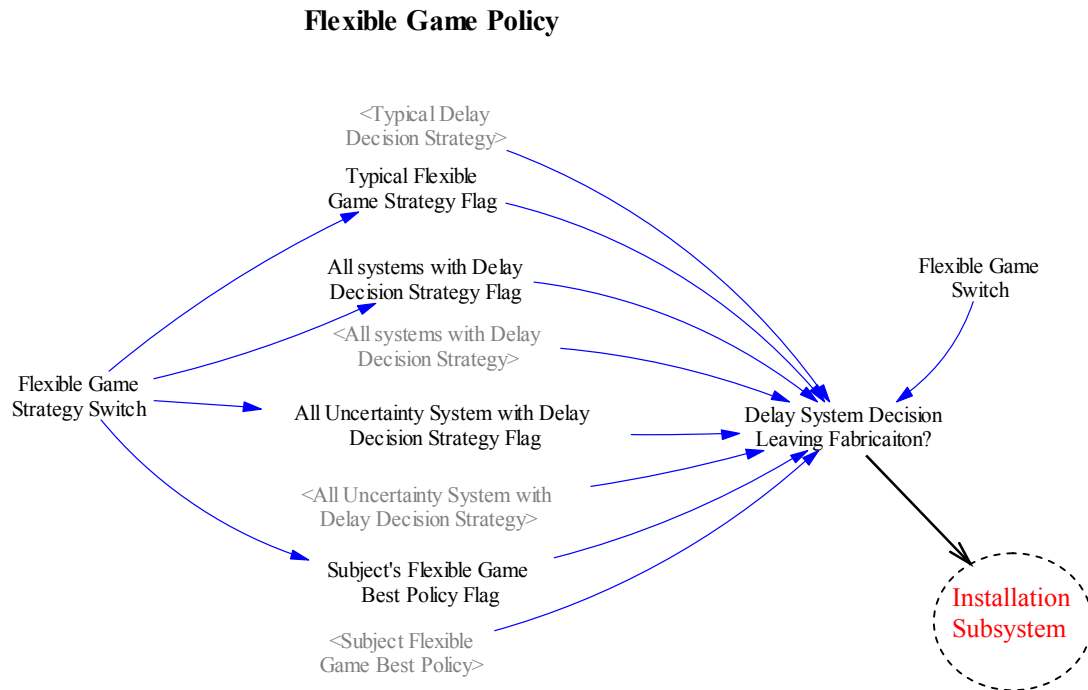 Flexible Game Policy
<Typical Delay
Decision Strategy>
Typical Flexible
Game Strategy Flag
All systems with Delay
Decision Strategy Flag
<All systems with Delay
Decision Strategy>
Flexible Game
Switch
Flexible Game
Strategy Switch
All Uncertainty System with Delay
Decision Strategy Flag
Delay System Decision
Leaving Fabricaiton?
<All Uncertainty System with
Delay Decision Strategy>
Subject's Flexible Game
Best Policy Flag
<Subject Flexible
Game Best Policy>
Installation
Subsystem